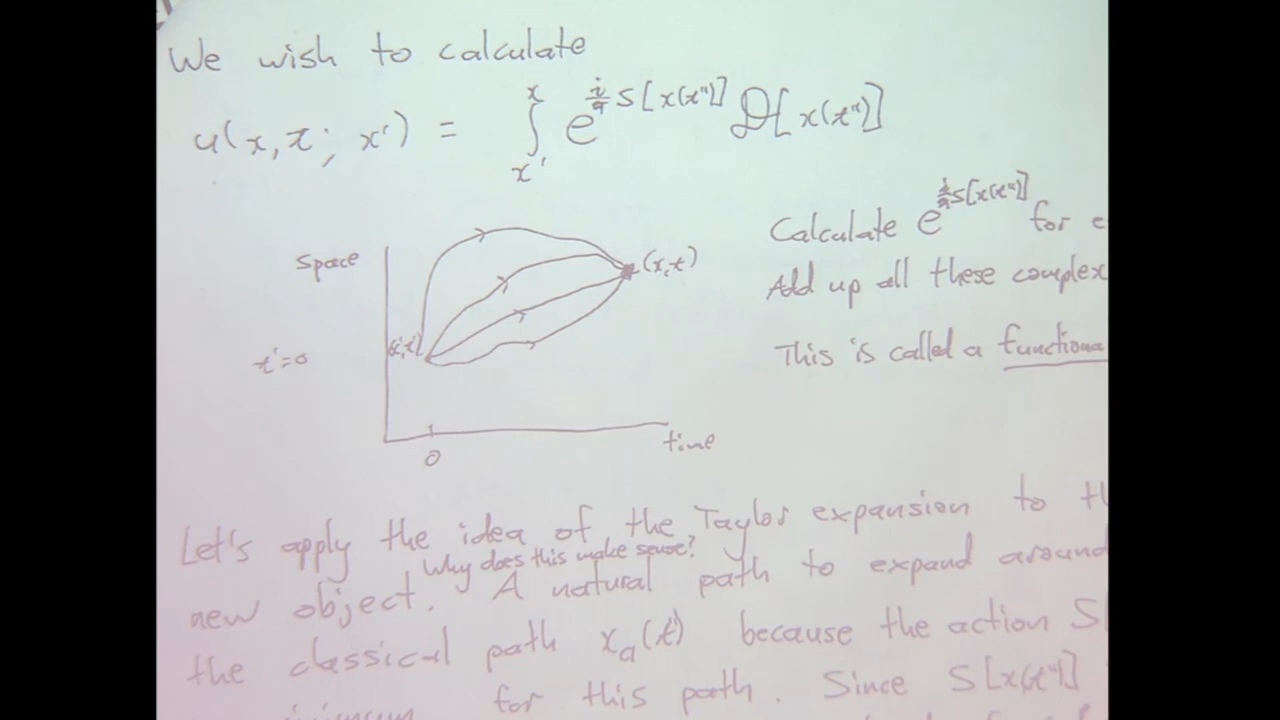 We wish to calculate
u(x,t; x') = ∫ₓ'ˣ e^{i/ħ S[x(t'')]} 𝒟[x(t'')]
Calculate e^{i/ħ S[x(t'')]} for e
Add up all these complex
This is called a functiona
space
(x,t)
(x',t')
t'=0
0
time
Let's apply the idea of the Taylor expansion to th
Why does this make sense?
new object. A natural path to expand around
the classical path x_cl(t) because the action S[
for this path. Since S[x(t'')]